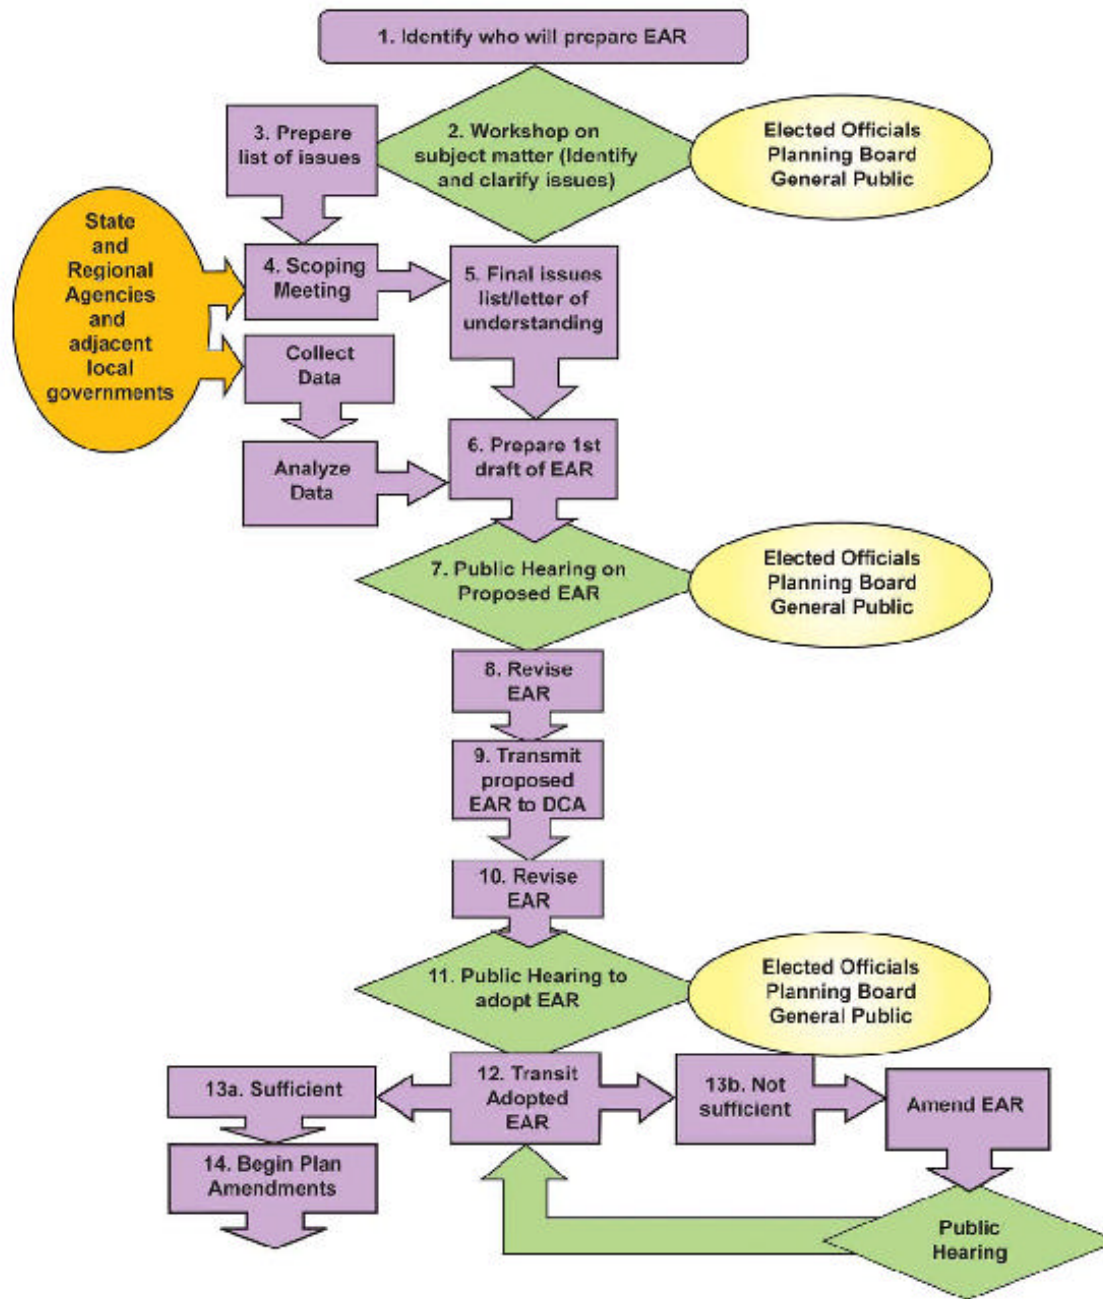 1. Identify who will prepare EAR
2. Workshop on
subject matter (Identify
and clarify issues)
Elected Officials
Planning Board
General Public
3. Prepare
list of issues
State
and
Regional
Agencies
and
adjacent
local
governments
4. Scoping
Meeting
5. Final issues
list/letter of
understanding
Collect
Data
Analyze
Data
6. Prepare 1st
draft of EAR
7. Public Hearing on
Proposed EAR
Elected Officials
Planning Board
General Public
8. Revise
EAR
9. Transmit
proposed
EAR to DCA
10. Revise
EAR
11. Public Hearing to
adopt EAR
Elected Officials
Planning Board
General Public
12. Transit
Adopted
EAR
13a. Sufficient
14. Begin Plan
Amendments
13b. Not
sufficient
Amend EAR
Public
Hearing